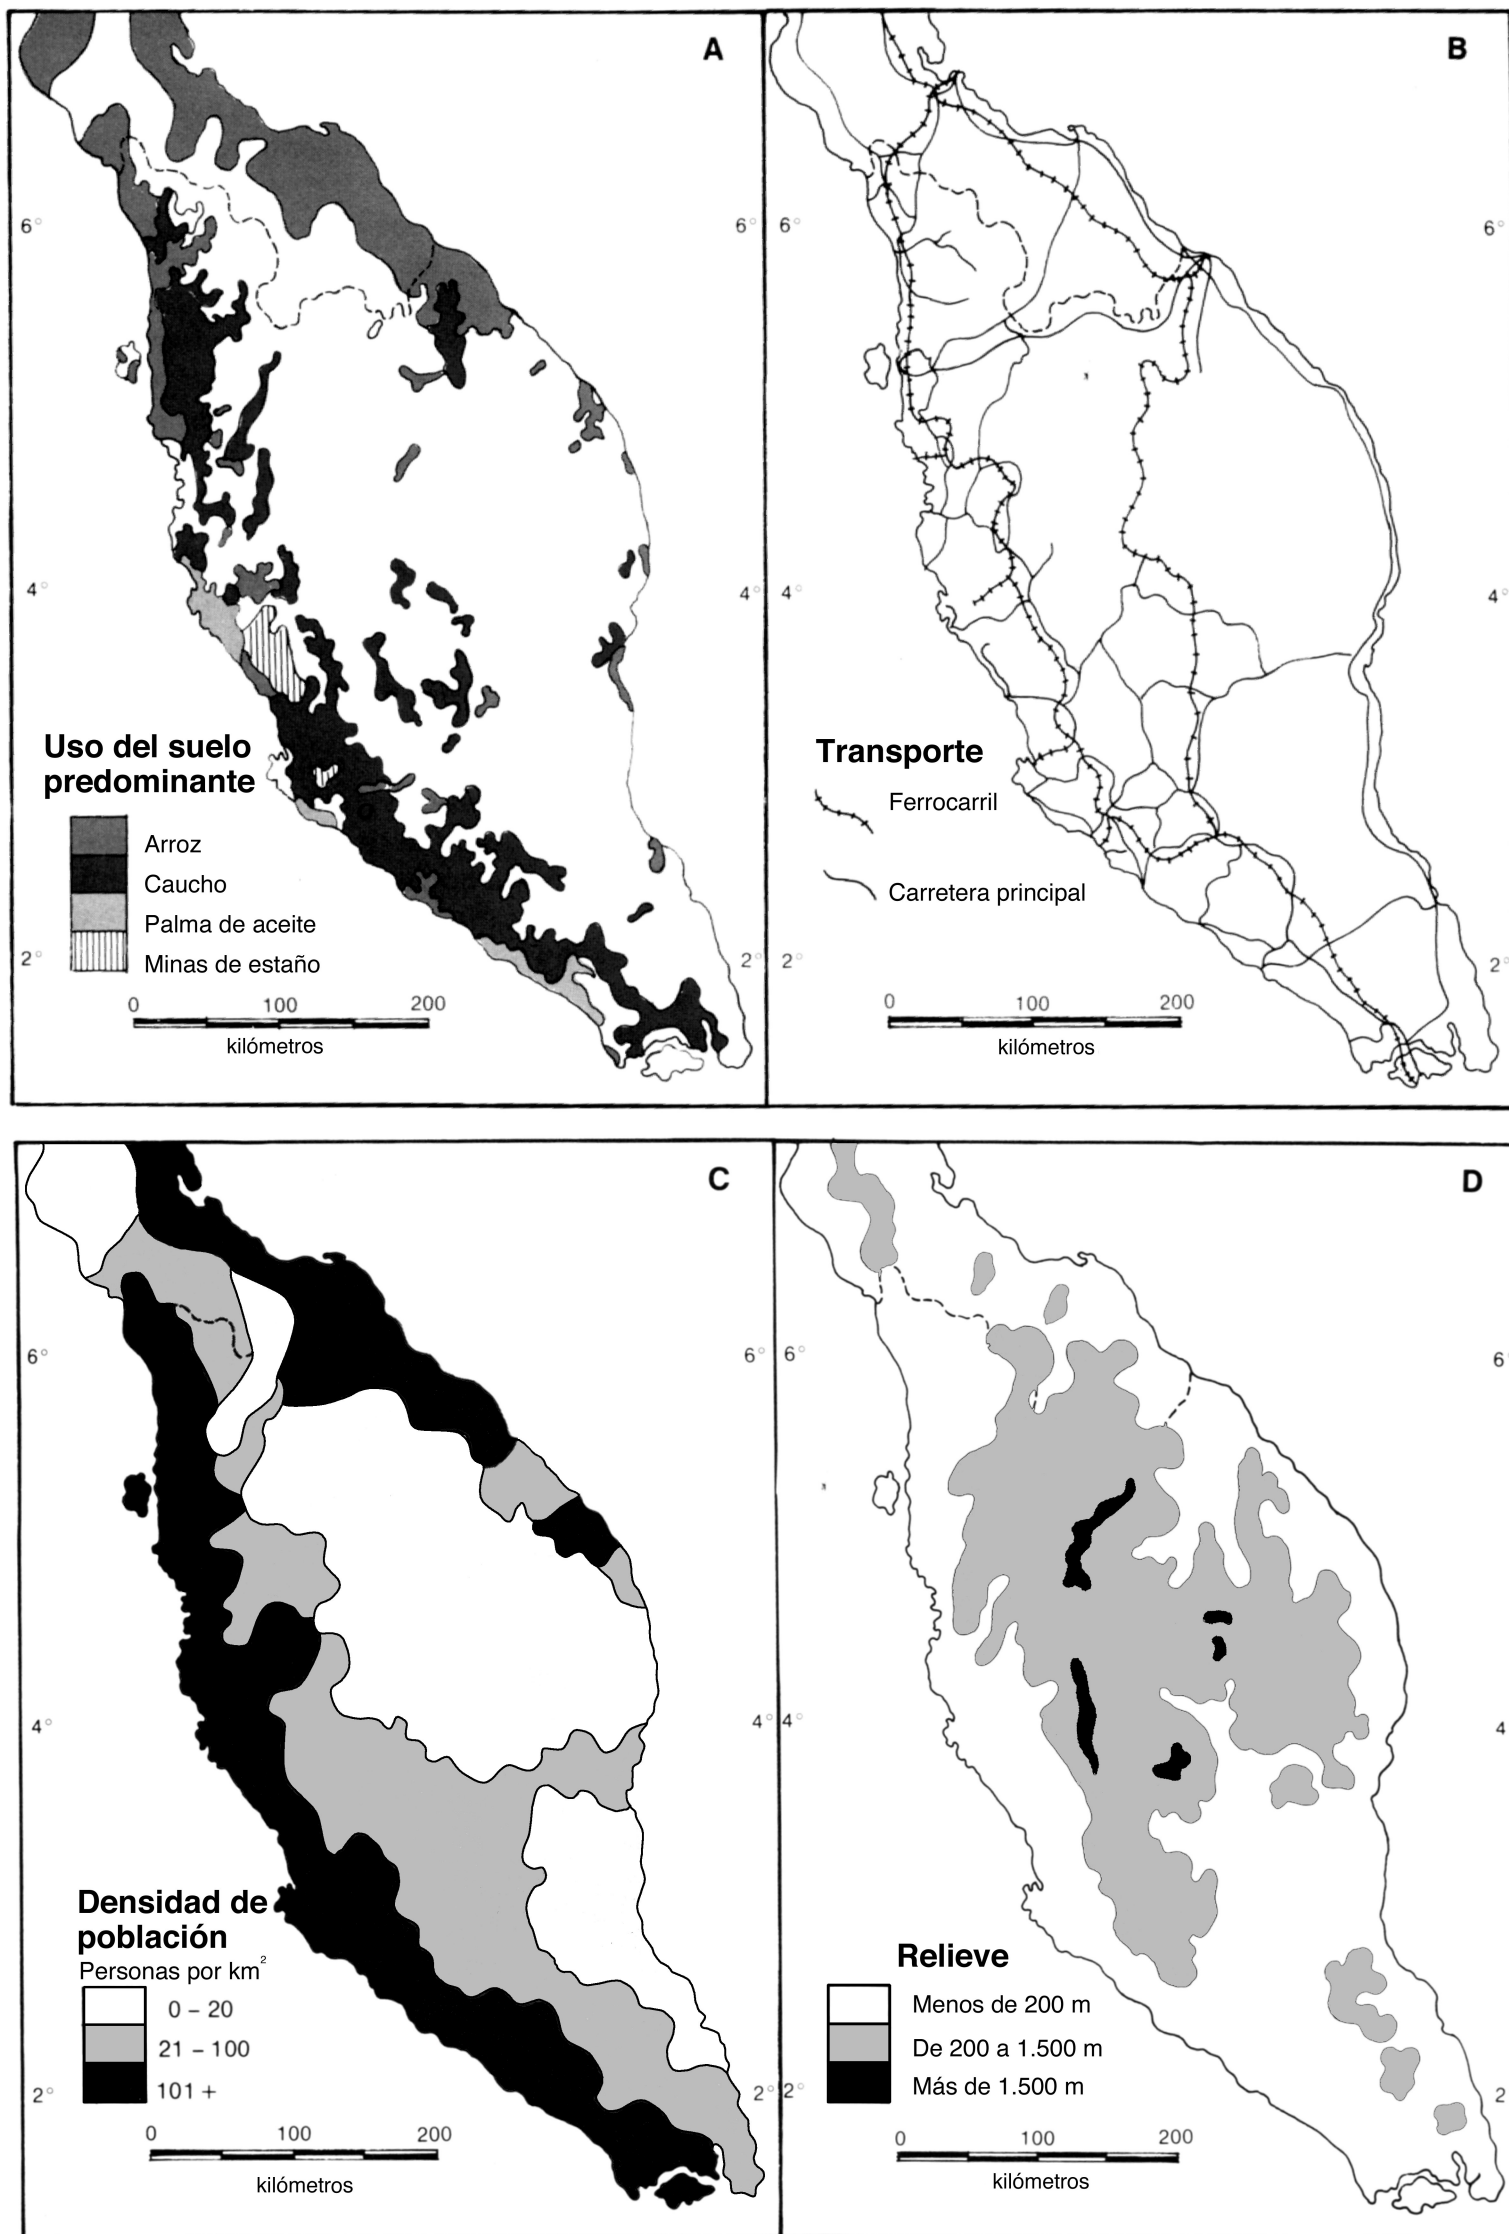 A
6°
6°
4°
4°
Uso del suelo
predominante
Arroz
Caucho
Palma de aceite
Minas de estaño
2°
2°
0 100 200
kilómetros
B
6°
6°
4°
4°
Transporte
Ferrocarril
Carretera principal
2°
2°
0 100 200
kilómetros
C
6°
6°
4°
4°
Densidad de
población
Personas por km²
0 – 20
21 – 100
101 +
2°
2°
0 100 200
kilómetros
D
6°
6
4°
4
Relieve
Menos de 200 m
De 200 a 1.500 m
Más de 1.500 m
2°
2
0 100 200
kilómetros